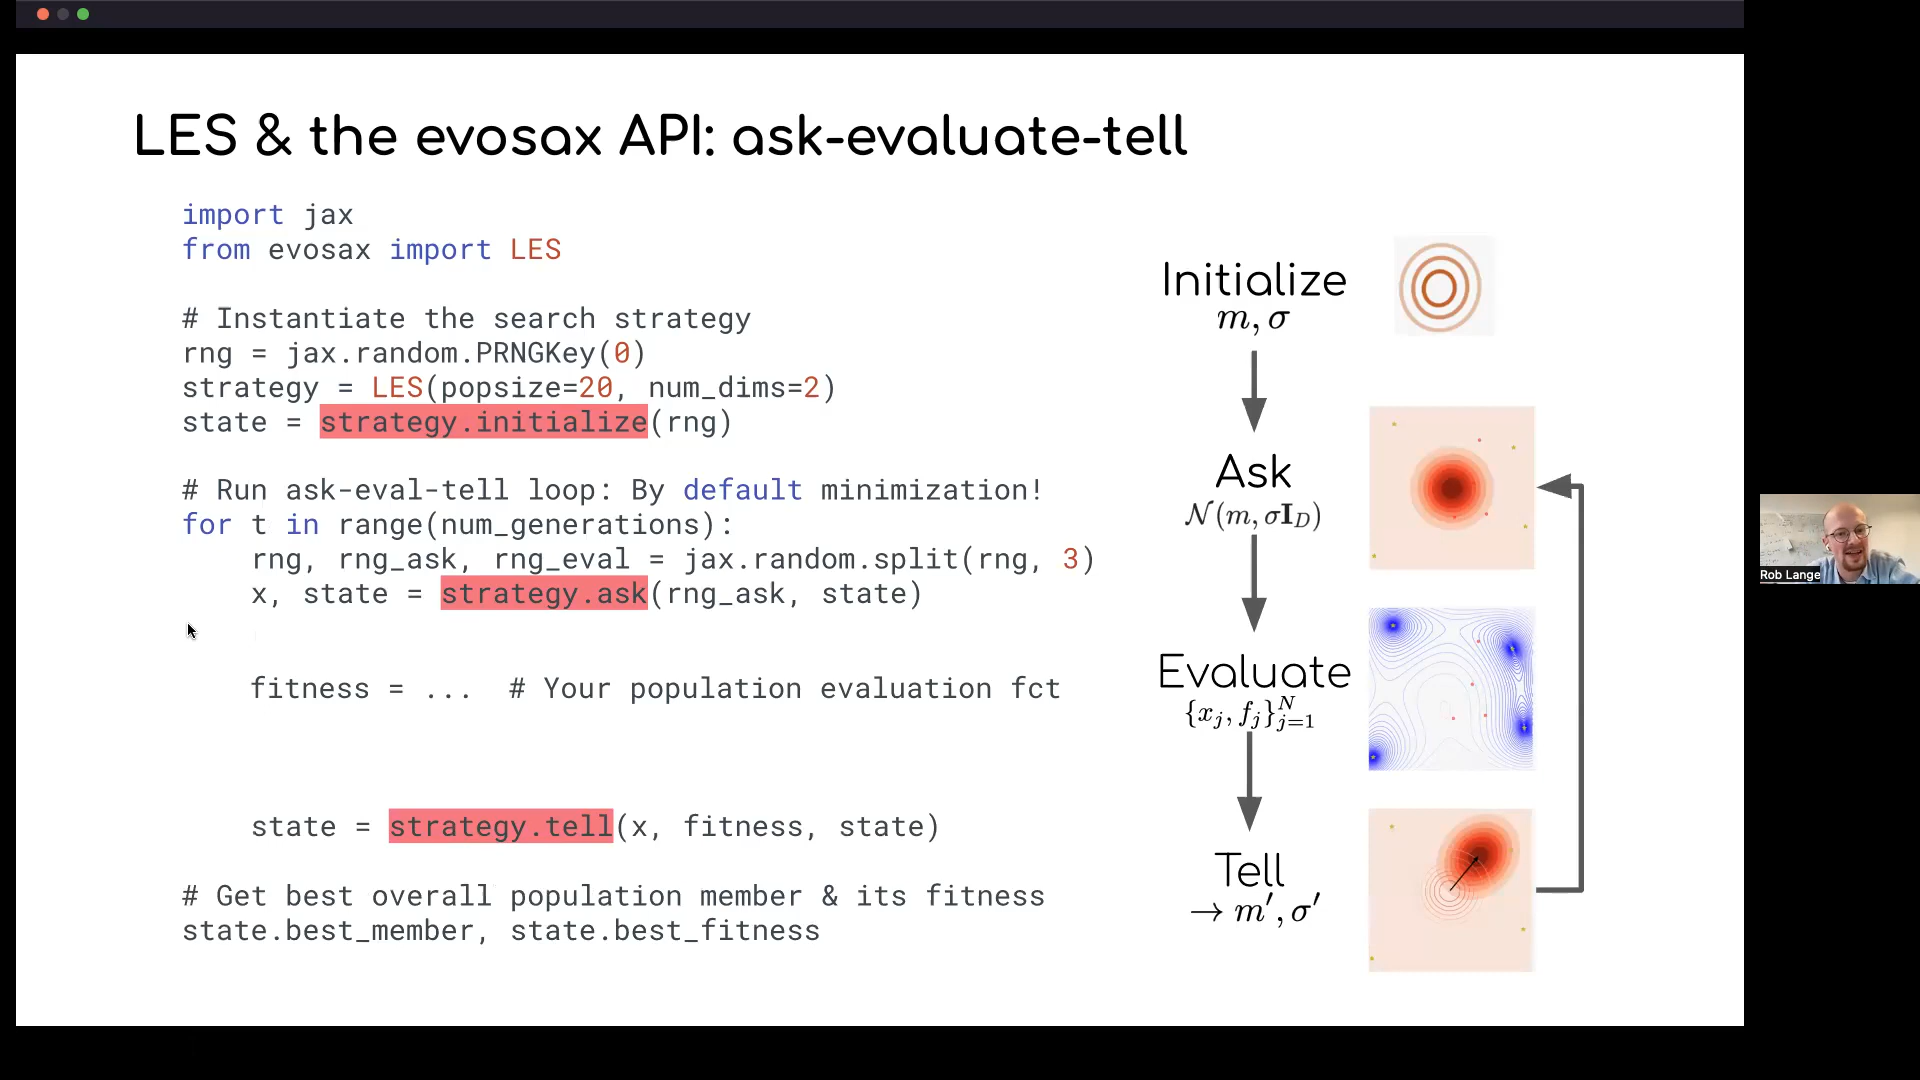 LES & the evosax API: ask-evaluate-tell
import jax
from evosax import LES
# Instantiate the search strategy
rng = jax.random.PRNGKey(0)
strategy = LES(popsize=20, num_dims=2)
state = strategy.initialize(rng)
# Run ask-eval-tell loop: By default minimization!
for t in range(num_generations):
rng, rng_ask, rng_eval = jax.random.split(rng, 3)
x, state = strategy.ask(rng_ask, state)
fitness = ... # Your population evaluation fct
state = strategy.tell(x, fitness, state)
# Get best overall population member & its fitness
state.best_member, state.best_fitness
Initialize
m, σ
Ask
𝒩(m, σI_D)
Evaluate
{x_j, f_j}_{j=1}^N
Tell
→ m′, σ′
Rob Lange